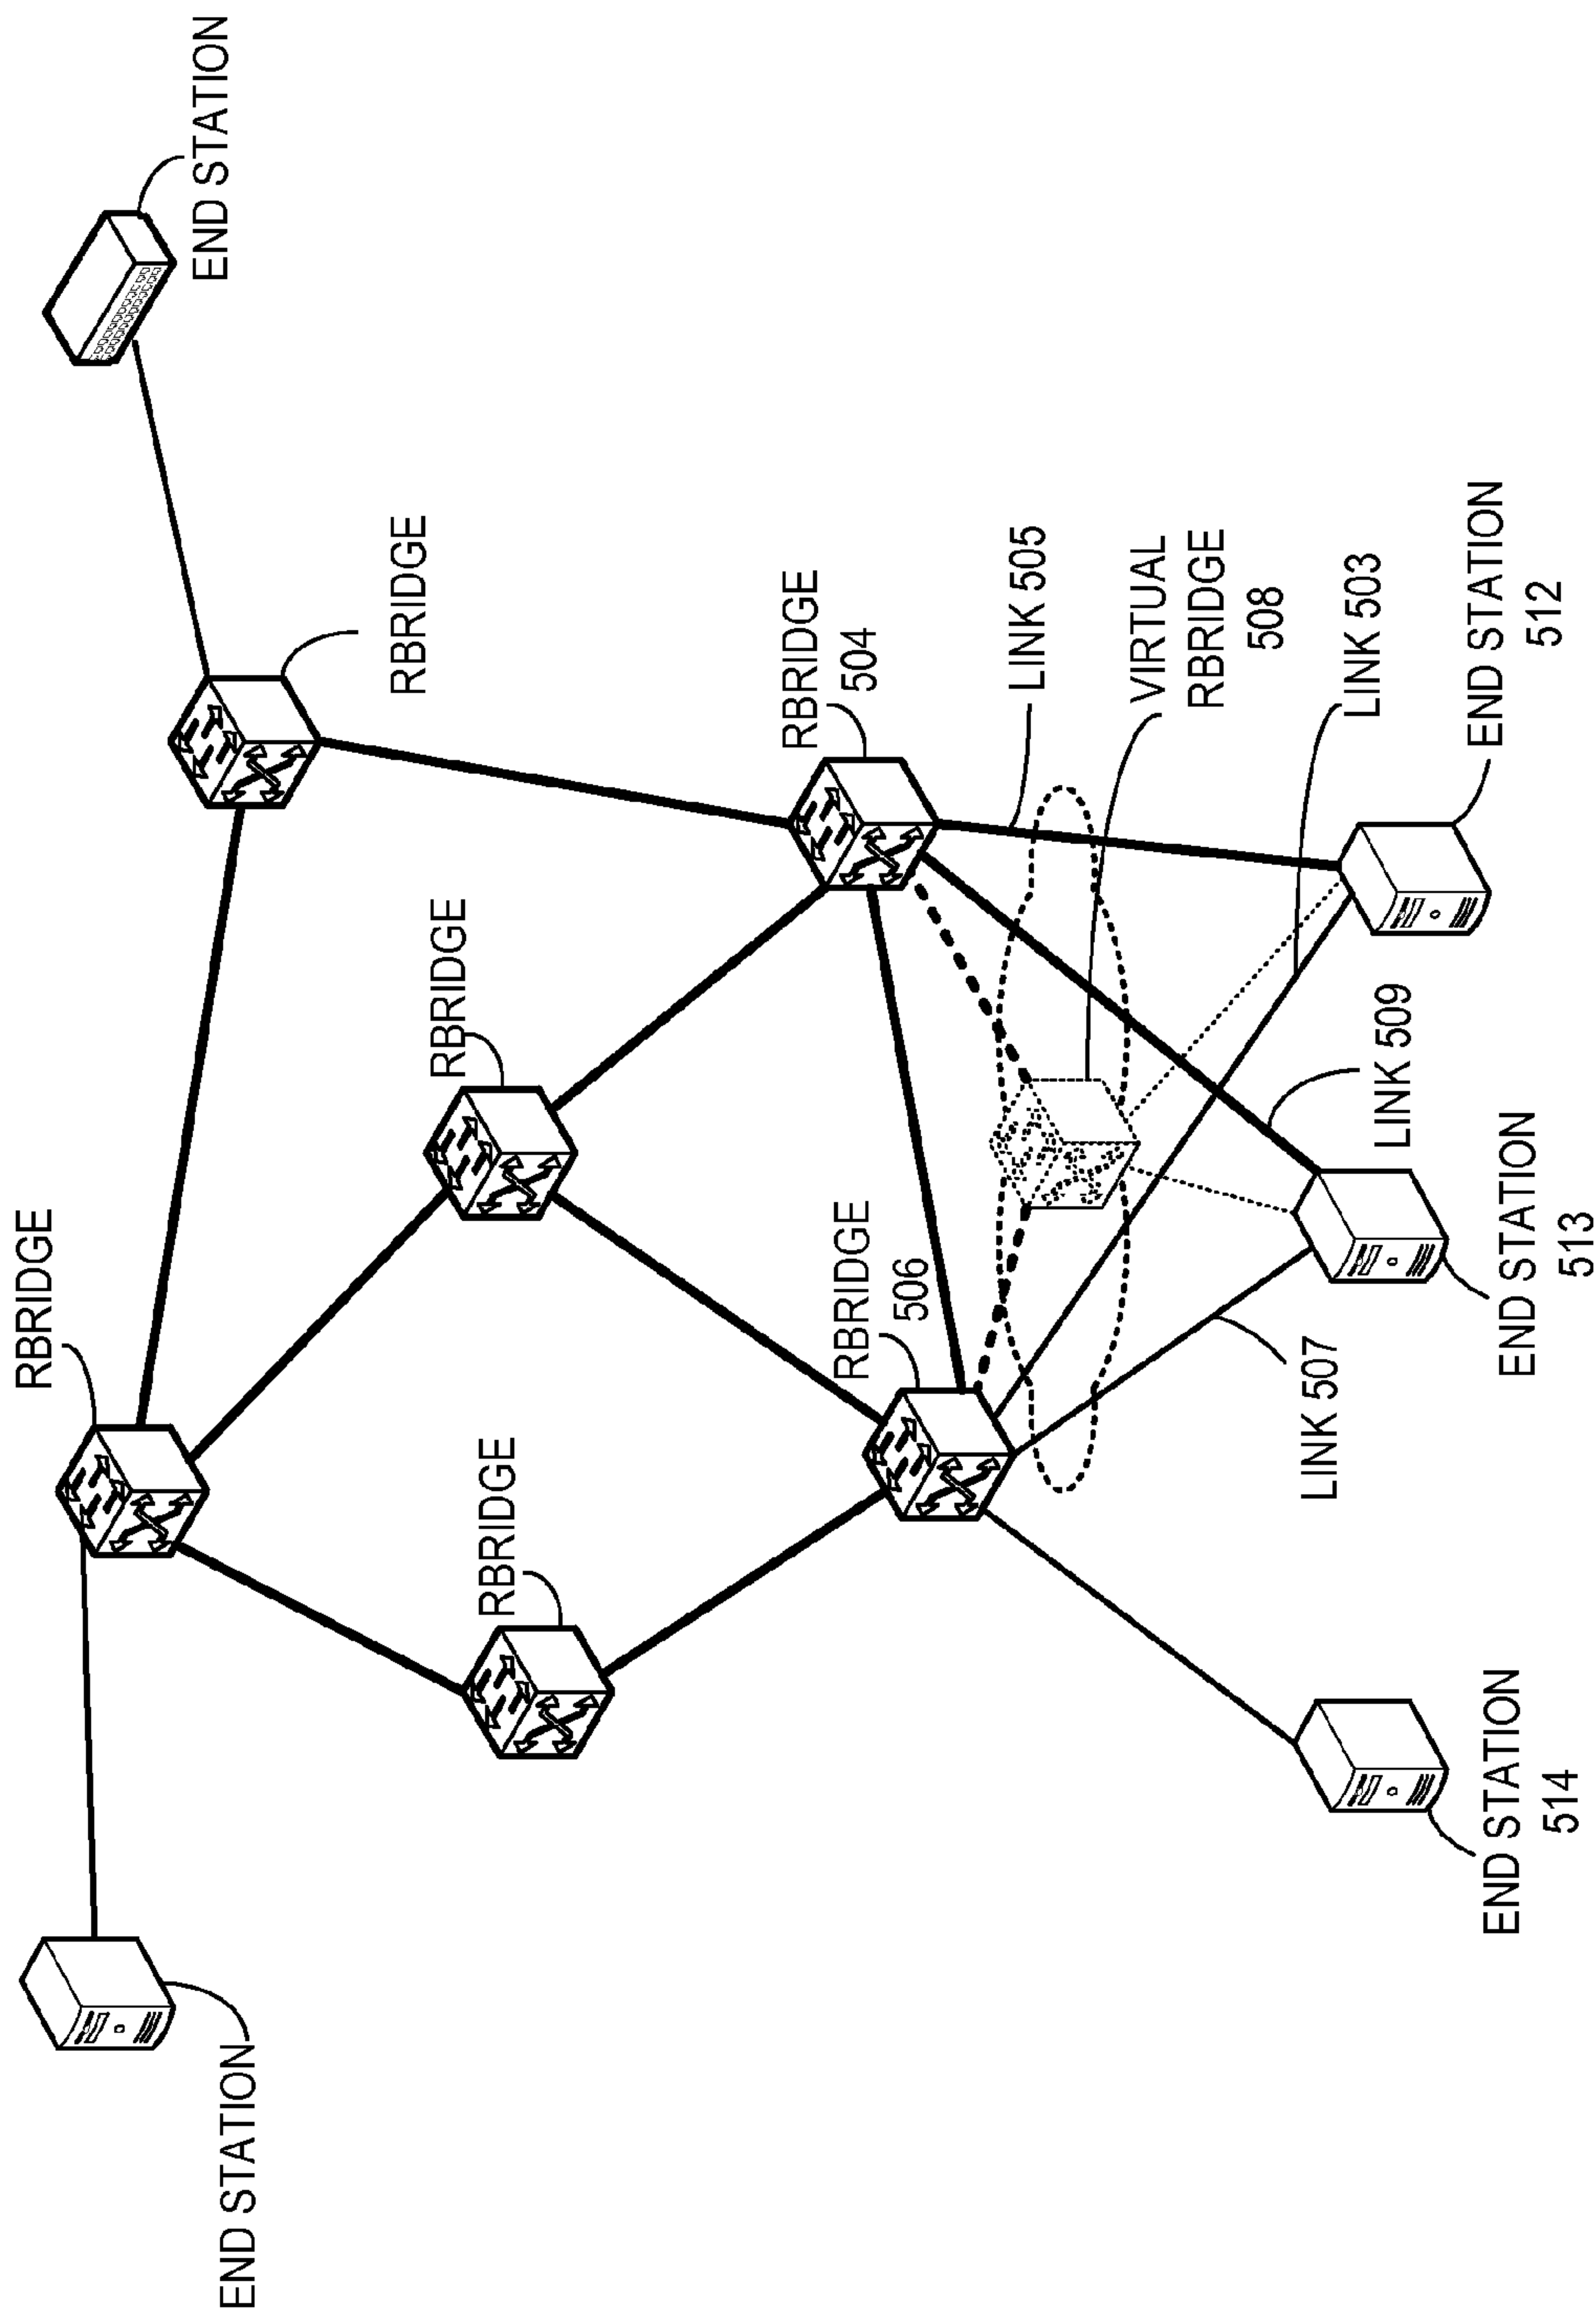 END STATION
RBRIDGE
END STATION
RBRIDGE
RBRIDGE
RBRIDGE
RBRIDGE
506
RBRIDGE
504
LINK 505
VIRTUAL
RBRIDGE
508
LINK 507
LINK 509
LINK 503
END STATION
514
END STATION
513
END STATION
512